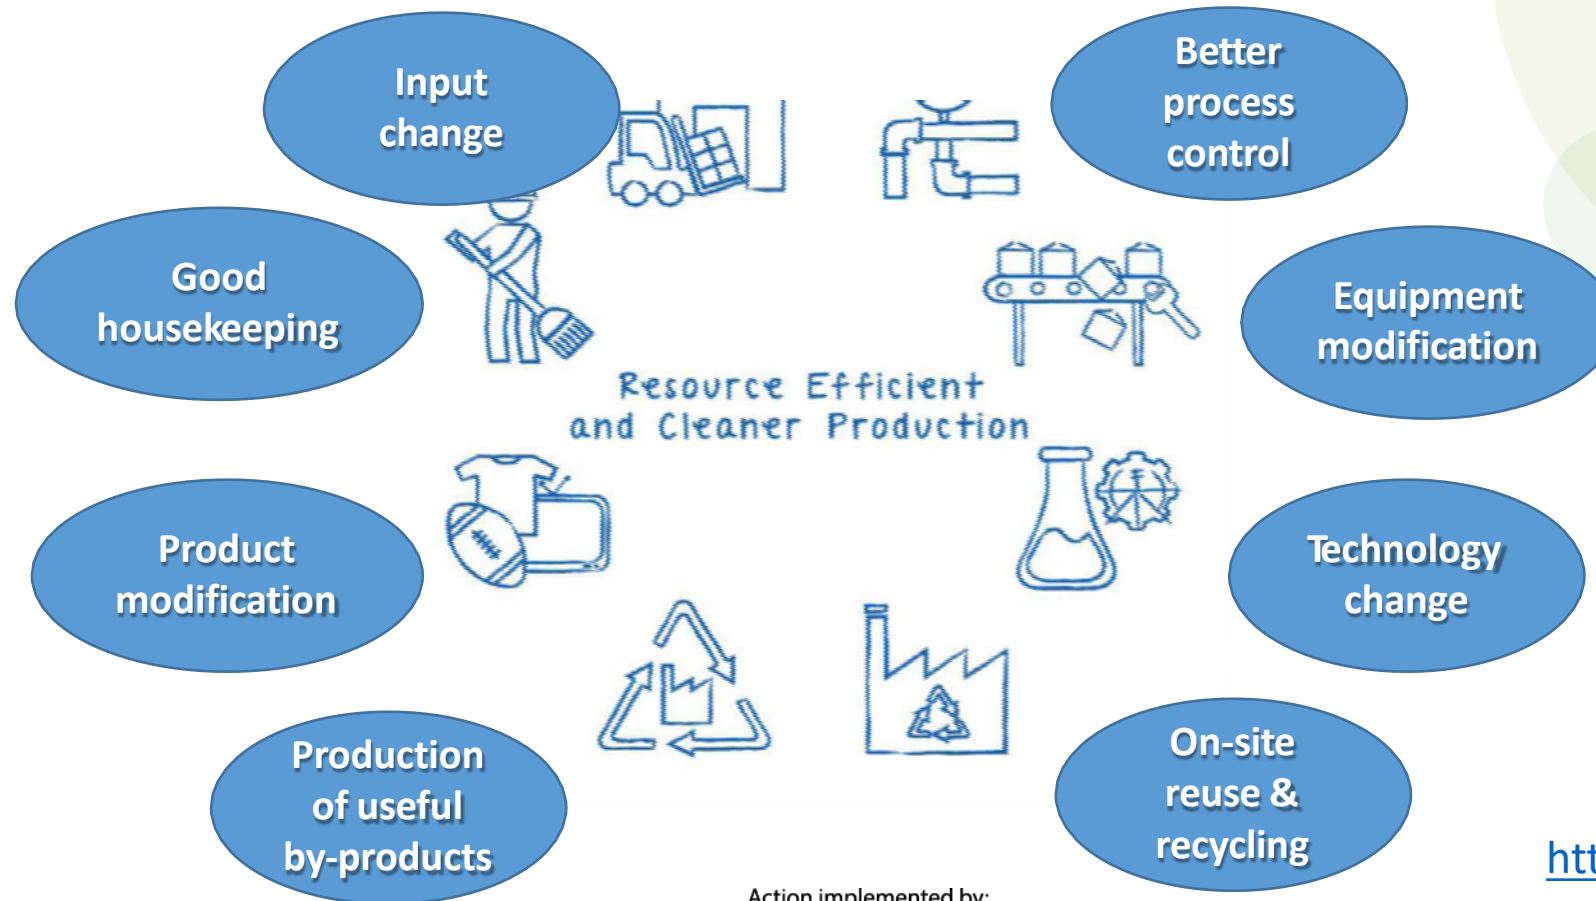 Input
change
Better
process
control
Good
housekeeping
Equipment
modification
Resource Efficient
and Cleaner Production
Product
modification
Technology
change
Production
of useful
by-products
On-site
reuse &
recycling
Action implemented by: